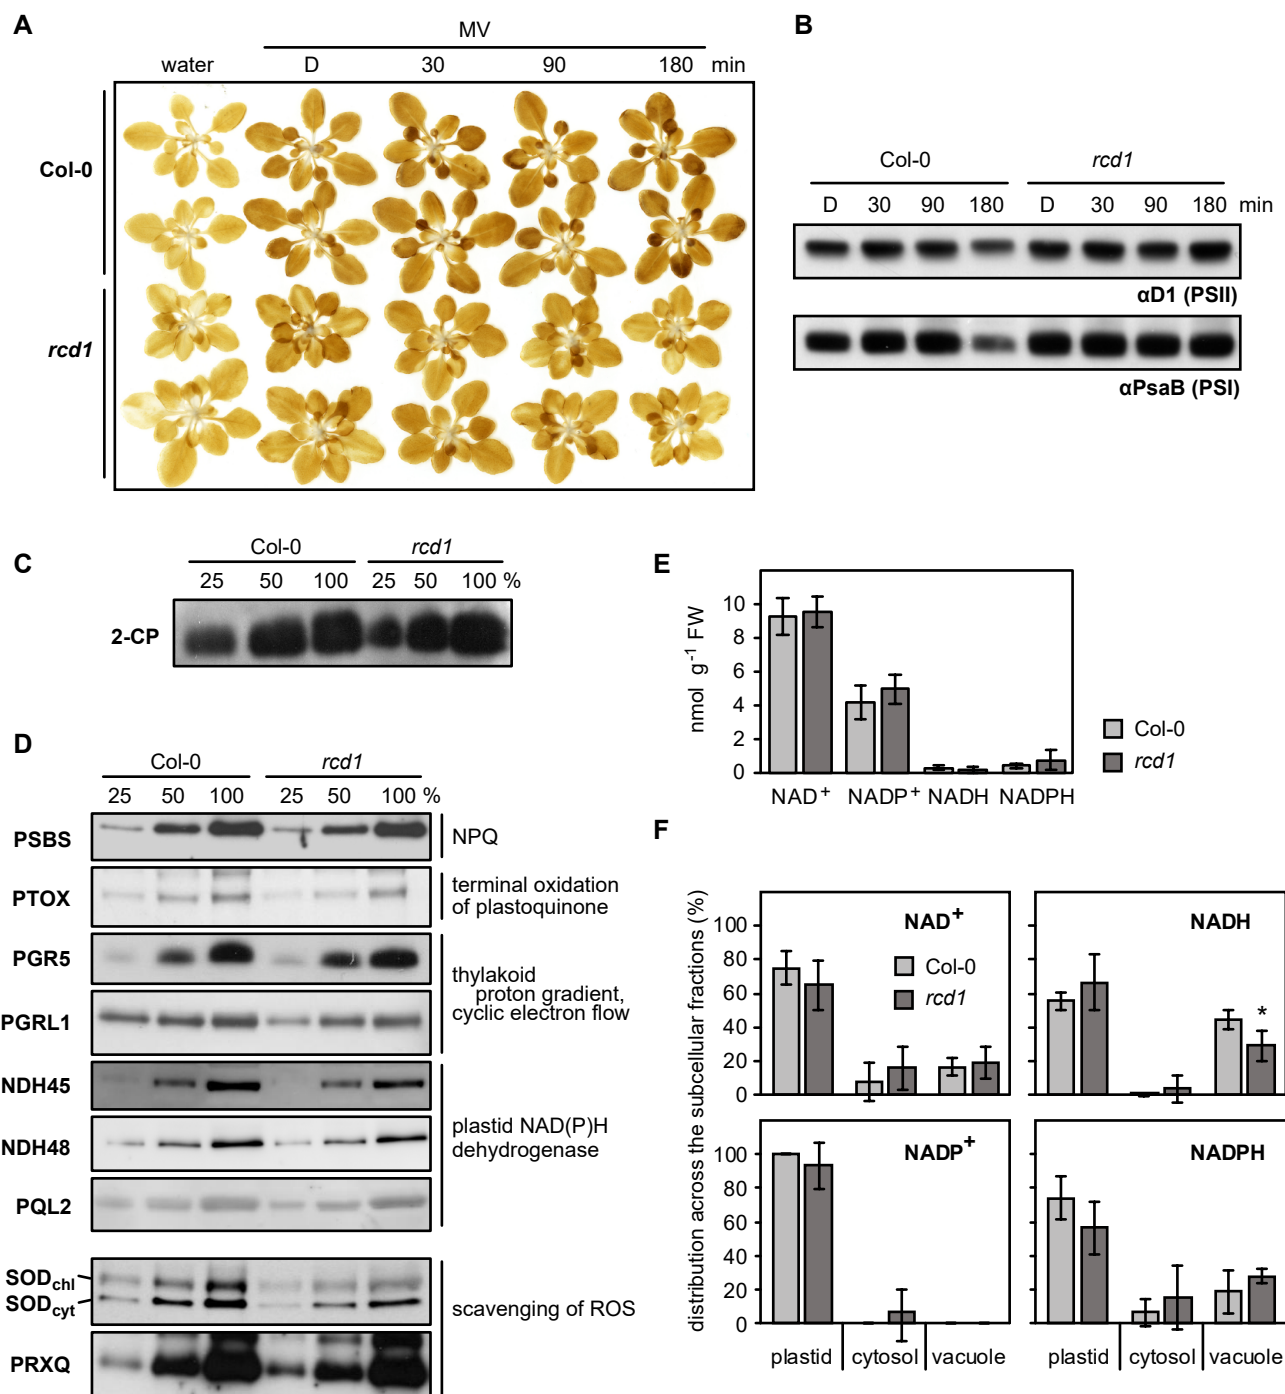 A
MV
water D 30 90 180 min
Col-0
rcd1
B
Col-0 rcd1
D 30 90 180 D 30 90 180 min
αD1 (PSII)
αPsaB (PSI)
C
Col-0 rcd1
25 50 100 25 50 100 %
2-CP
D
Col-0 rcd1
25 50 100 25 50 100 %
PSBS
NPQ
PTOX
terminal oxidation
of plastoquinone
PGR5
PGRL1
thylakoid
proton gradient,
cyclic electron flow
NDH45
NDH48
PQL2
plastid NAD(P)H
dehydrogenase
SODchl
SODcyt
PRXQ
scavenging of ROS
E
nmol g-1 FW
10
8
6
4
2
0
NAD+ NADP+ NADH NADPH
Col-0
rcd1
F
distribution across the subcellular fractions (%)
100
80
60
40
20
0
NAD+
Col-0
rcd1
NADH
*
100
80
60
40
20
0
NADP+
NADPH
plastid cytosol vacuole plastid cytosol vacuole